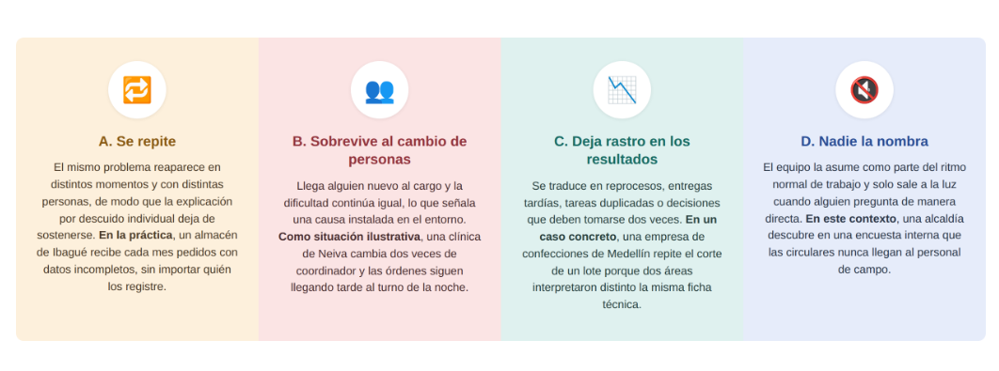 A. Se repite
El mismo problema reaparece en
distintos momentos y con distintas
personas, de modo que la explicación
por descuido individual deja de
sostenerse. En la práctica, un almacén
de Ibagué recibe cada mes pedidos con
datos incompletos, sin importar quién
los registre.
B. Sobrevive al cambio de
personas
Llega alguien nuevo al cargo y la
dificultad continúa igual, lo que señala
una causa instalada en el entorno.
Como situación ilustrativa, una clínica
de Neiva cambia dos veces de
coordinador y las órdenes siguen
llegando tarde al turno de la noche.
C. Deja rastro en los
resultados
Se traduce en reprocesos, entregas
tardías, tareas duplicadas o decisiones
que deben tomarse dos veces. En un
caso concreto, una empresa de
confecciones de Medellín repite el corte
de un lote porque dos áreas
interpretaron distinto la misma ficha
técnica.
D. Nadie la nombra
El equipo la asume como parte del ritmo
normal de trabajo y solo sale a la luz
cuando alguien pregunta de manera
directa. En este contexto, una alcaldía
descubre en una encuesta interna que
las circulares nunca llegan al personal
de campo.